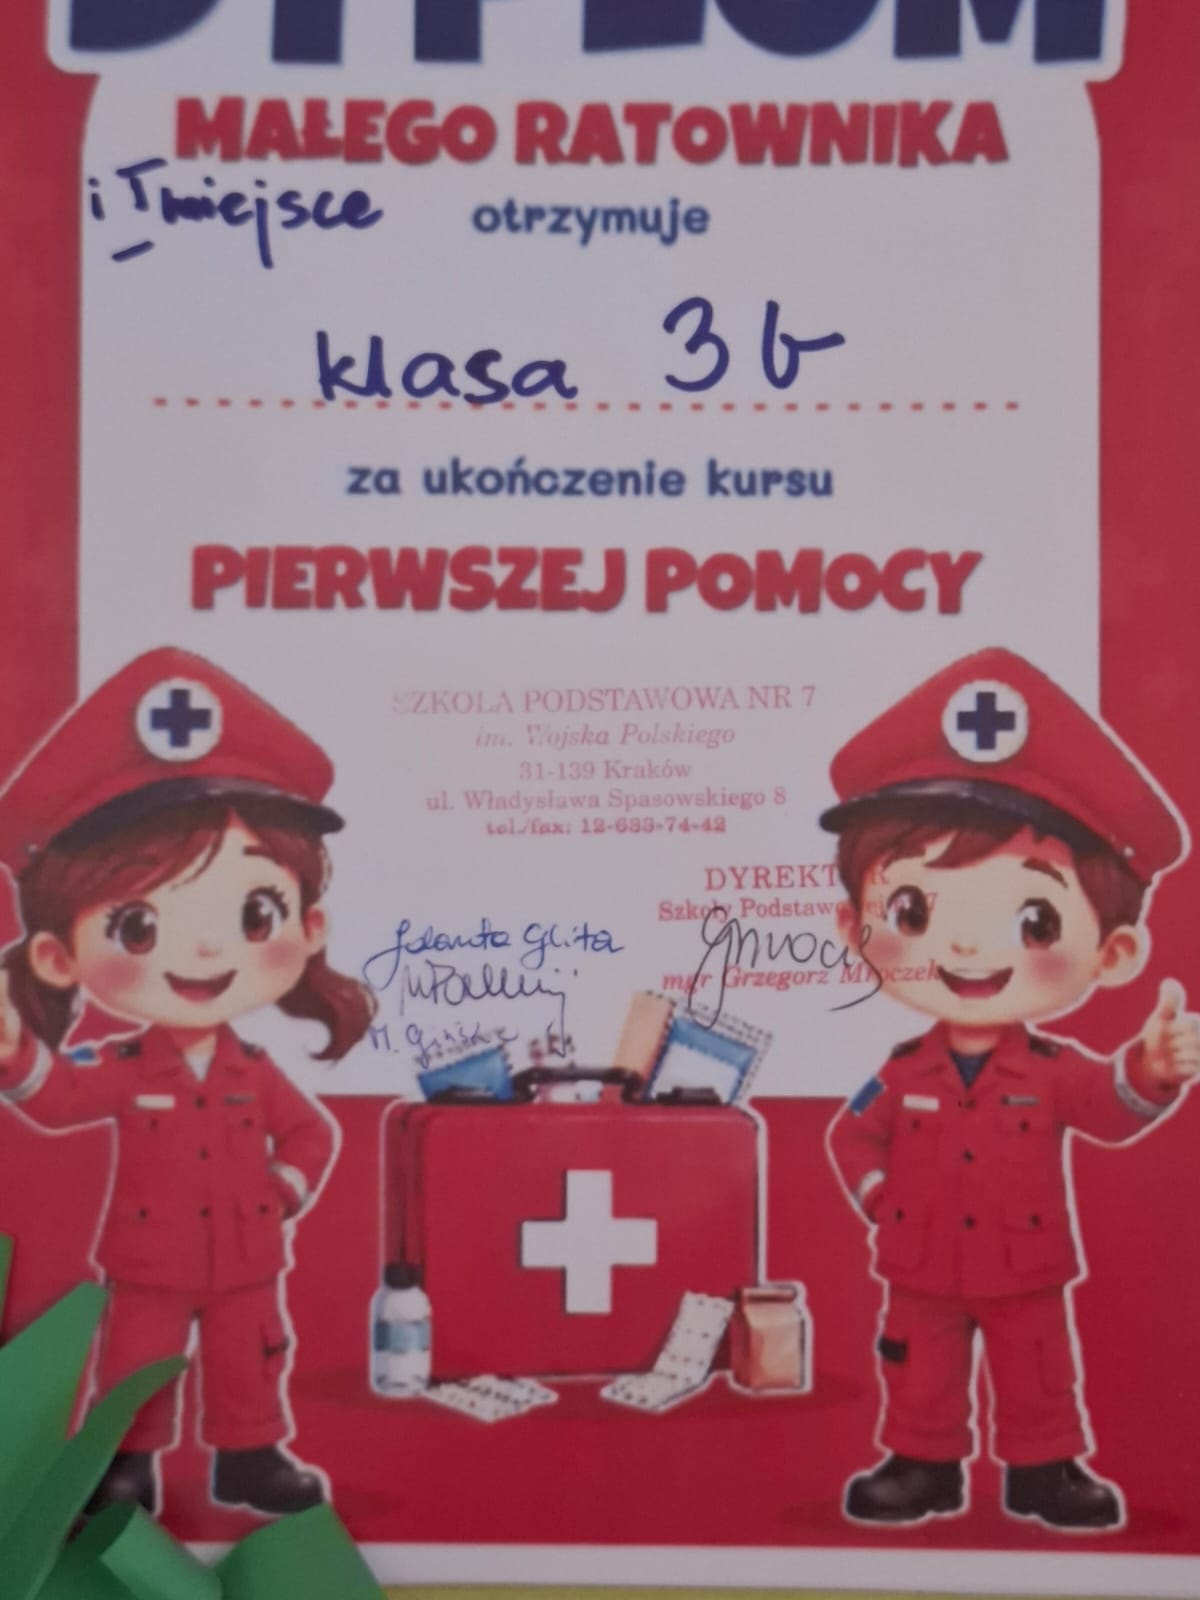 DYPLOM
MAŁEGO RATOWNIKA
i I miejsce otrzymuje
klasa 3b
za ukończenie kursu
PIERWSZEJ POMOCY
SZKOŁA PODSTAWOWA NR 7
im. Wojska Polskiego
31-139 Kraków
ul. Władysława Spasowskiego 8
tel./fax: 12-633-74-42
DYREKTOR
Szkoły Podstawowej nr 7
Jolanta Glita
mgr Grzegorz Mroczek
M.